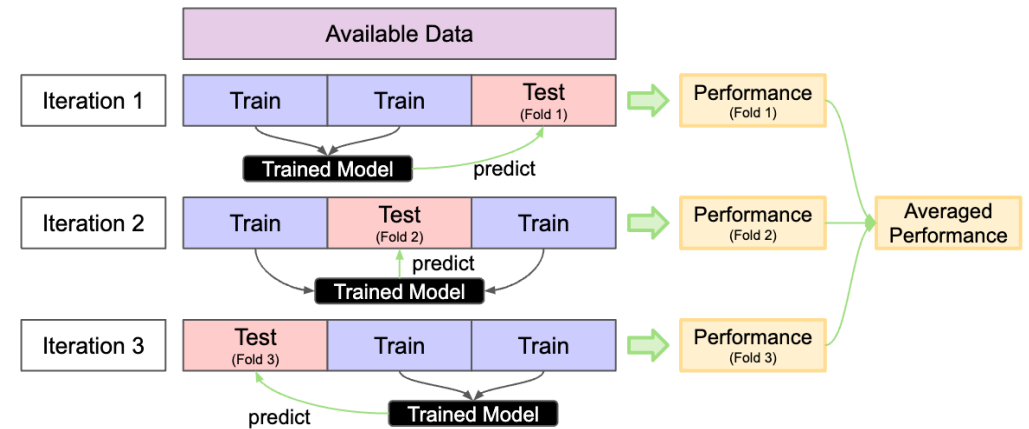 Available Data
Iteration 1
Train
Train
Test
(Fold 1)
Performance
(Fold 1)
Trained Model
predict
Iteration 2
Train
Test
(Fold 2)
Train
Performance
(Fold 2)
Averaged
Performance
predict
Trained Model
Iteration 3
Test
(Fold 3)
Train
Train
Performance
(Fold 3)
predict
Trained Model